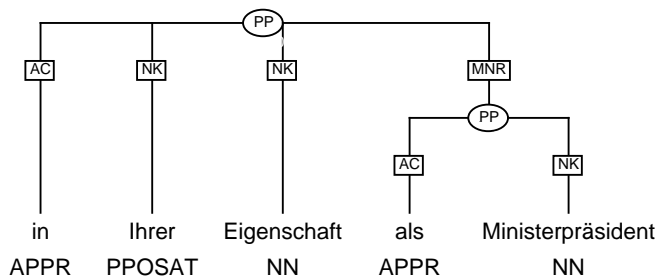 PP
AC NK NK MNR
PP
AC NK
in Ihrer Eigenschaft als Ministerpräsident
APPR PPOSAT NN APPR NN